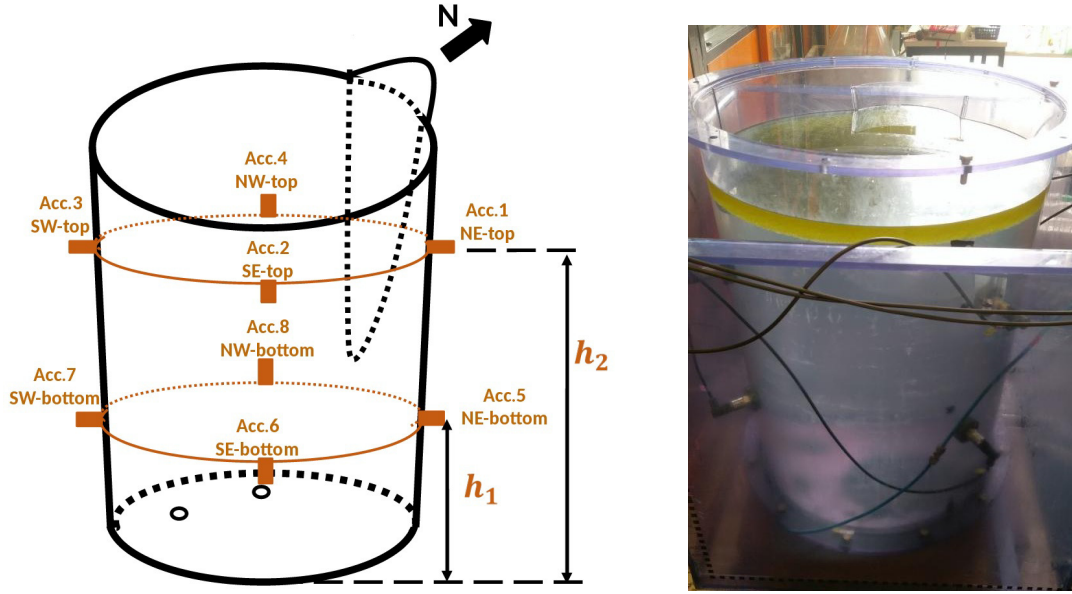 N
Acc.4
NW-top
Acc.3
SW-top
Acc.1
NE-top
Acc.2
SE-top
Acc.8
NW-bottom
h₂
Acc.7
SW-bottom
Acc.5
NE-bottom
Acc.6
SE-bottom
h₁